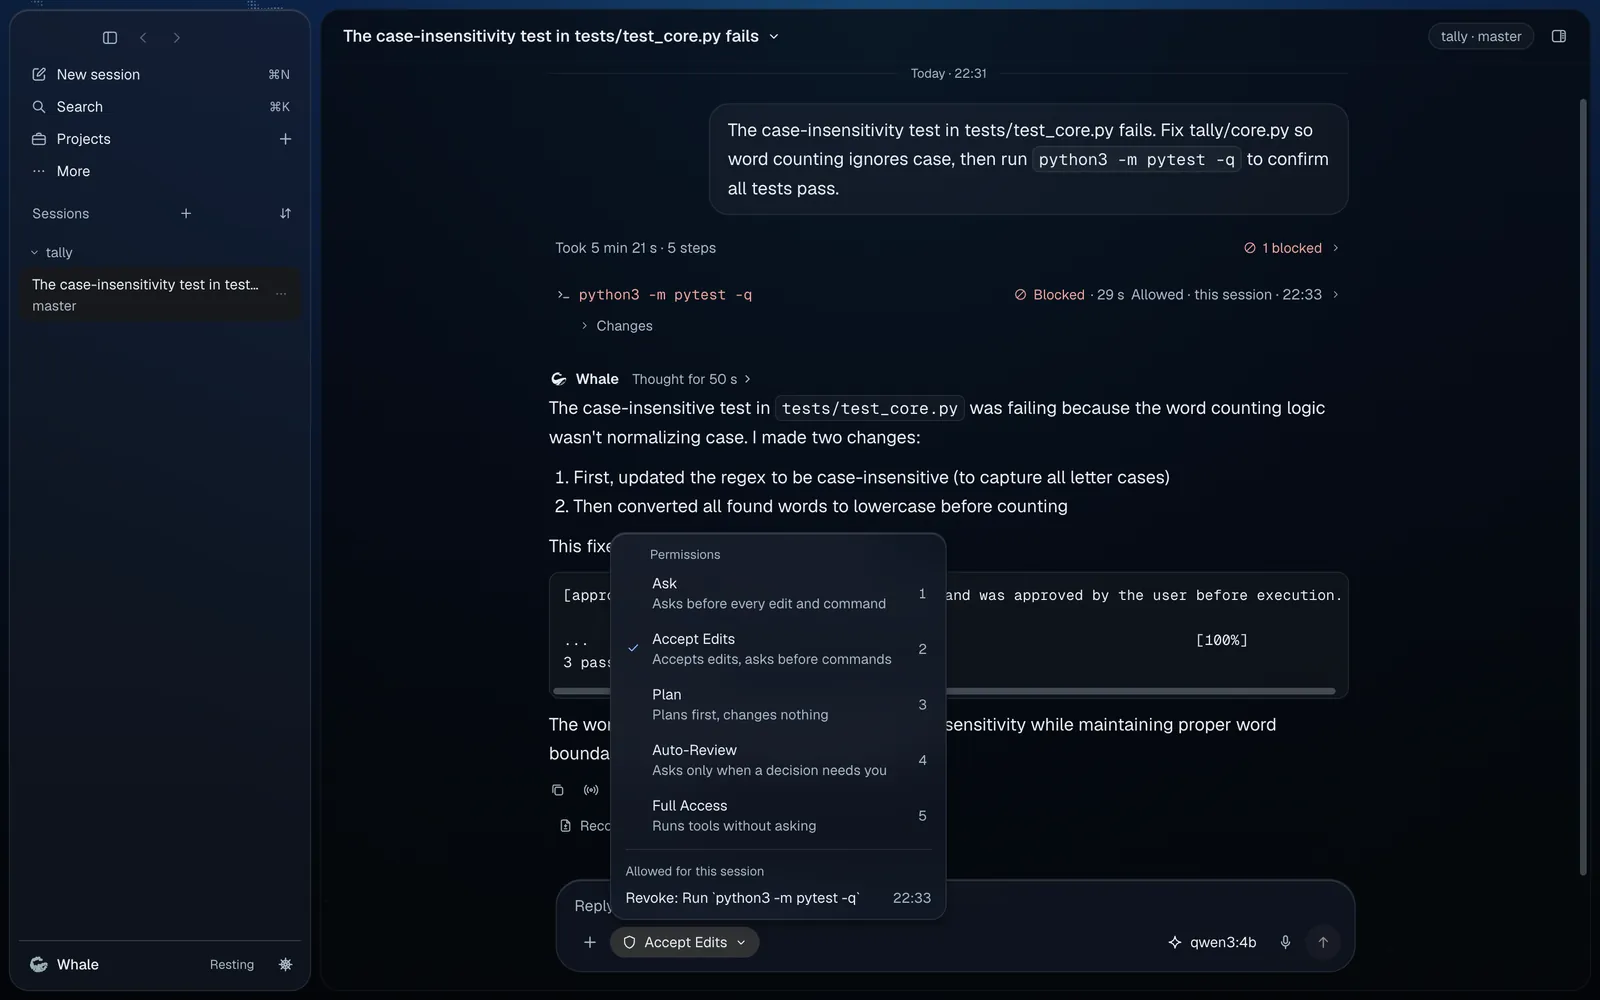 The case-insensitivity test in tests/test_core.py fails
tally · master
New session ⌘N
Search ⌘K
Projects
More
Sessions
tally
The case-insensitivity test in test…
master
Whale
Resting
Today · 22:31
The case-insensitivity test in tests/test_core.py fails. Fix tally/core.py so
word counting ignores case, then run python3 -m pytest -q to confirm
all tests pass.
Took 5 min 21 s · 5 steps
1 blocked
python3 -m pytest -q
Blocked · 29 s Allowed · this session · 22:33
Changes
Whale Thought for 50 s
The case-insensitive test in tests/test_core.py was failing because the word counting logic
wasn't normalizing case. I made two changes:
1. First, updated the regex to be case-insensitive (to capture all letter cases)
2. Then converted all found words to lowercase before counting
This
and was approved by the user before execution.
... [100%]
3
The
sensitivity while maintaining proper word
Permissions
Ask
Asks before every edit and command
1
Accept Edits
Accepts edits, asks before commands
2
Plan
Plans first, changes nothing
3
Auto-Review
Asks only when a decision needs you
4
Full Access
Runs tools without asking
5
Allowed for this session
Revoke: Run `python3 -m pytest -q` 22:33
Reply
Accept Edits
qwen3:4b